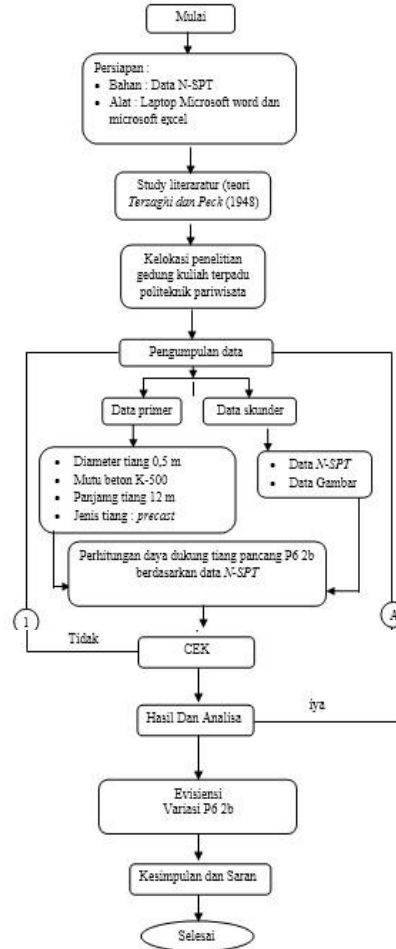 Mulai
Persiapan :
• Bahan : Data N-SPT
• Alat : Laptop Microsoft word dan
microsoft excel
Study literaratur (teori
Terzaghi dan Peck (1948)
Kelokasi penelitian
gedung kuliah terpadu
politeknik pariwisata
Pengumpulan data
Data primer
Data skunder
• Diameter tiang 0,5 m
• Mutu beton K-500
• Panjamg tiang 12 m
• Jenis tiang : precast
• Data N-SPT
• Data Gambar
Perhitungan daya dukung tiang pancang P6 2b
berdasarkan data N-SPT
1
A
Tidak
CEK
Hasil Dan Analisa
iya
Evisiensi
Variasi P6 2b
Kesimpulan dan Saran
Selesai